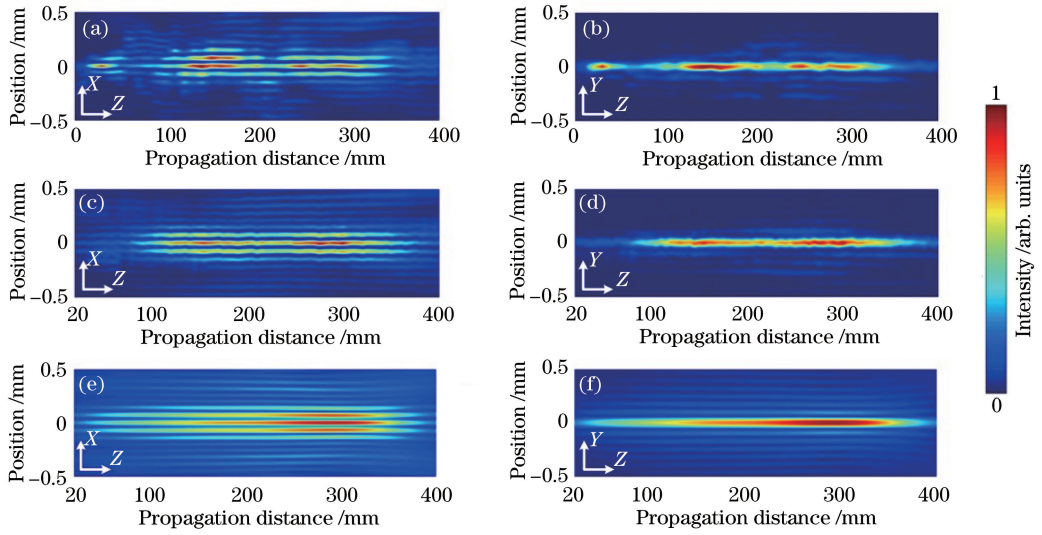 0.5
(a)
Position /mm
0
X
Z
−0.5
0 100 200 300 400
Propagation distance /mm
0.5
(b)
Position /mm
0
Y
Z
−0.5
0 100 200 300 400
Propagation distance /mm
0.5
(c)
Position /mm
0
X
Z
−0.5
20 100 200 300 400
Propagation distance /mm
0.5
(d)
Position /mm
0
Y
Z
−0.5
20 100 200 300 400
Propagation distance /mm
0.5
(e)
Position /mm
0
X
Z
−0.5
20 100 200 300 400
Propagation distance /mm
0.5
(f)
Position /mm
0
Y
Z
−0.5
20 100 200 300 400
Propagation distance /mm
1
Intensity /arb. units
0